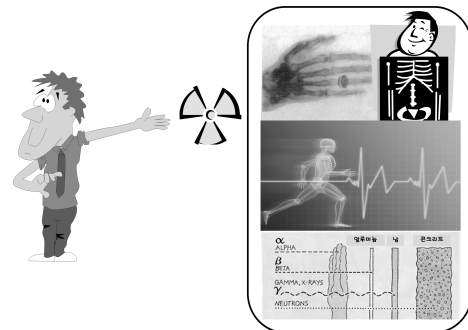 알루미늄 납 콘크리트
α
ALPHA
β
BETA
GAMMA, X-RAYS
γ
NEUTRONS